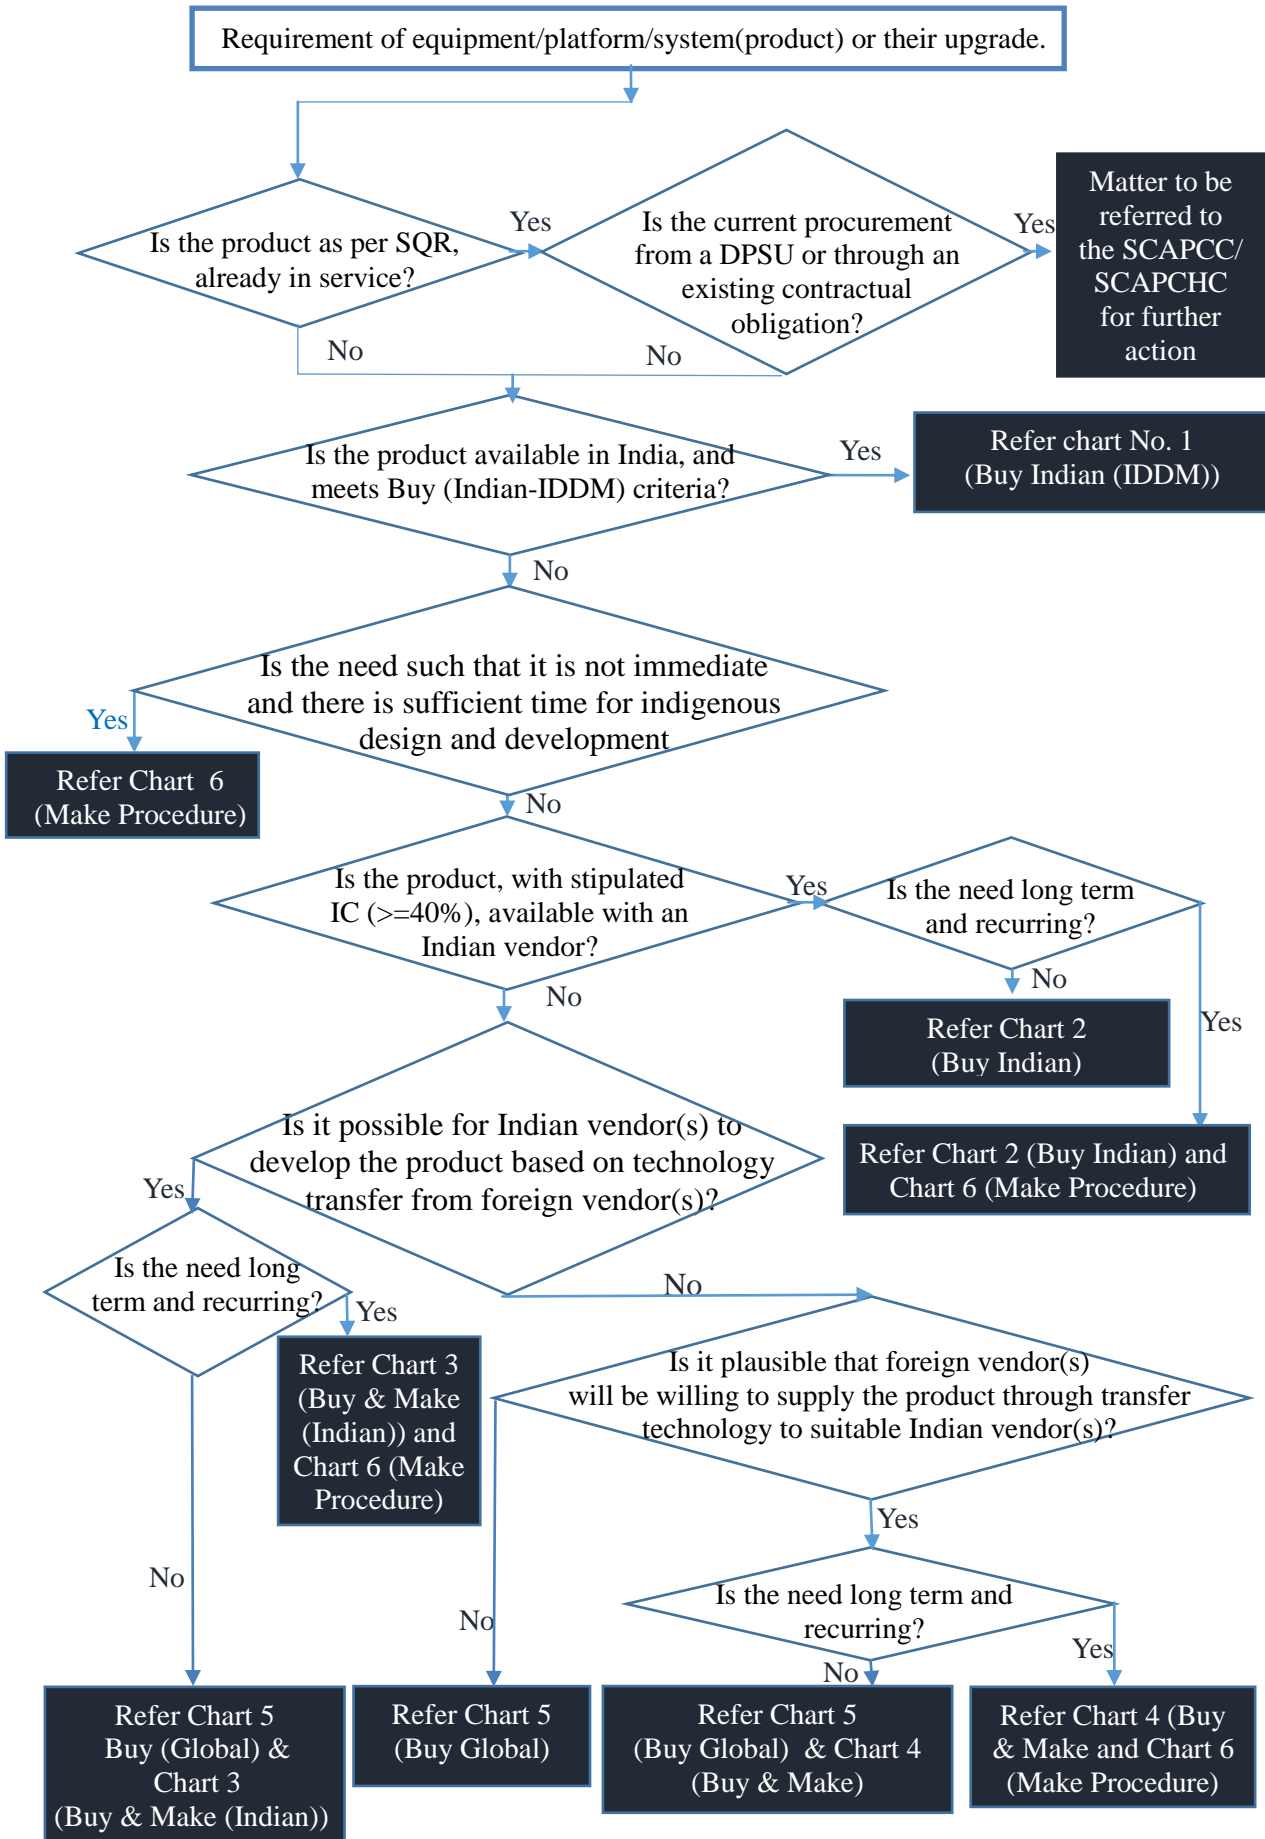 Requirement of equipment/platform/system(product) or their upgrade.
Is the product as per SQR,
already in service?
Yes
Is the current procurement
from a DPSU or through an
existing contractual
obligation?
Yes
Matter to be
referred to
the SCAPCC/
SCAPCHC
for further
action
No
No
Is the product available in India, and
meets Buy (Indian-IDDM) criteria?
Yes
Refer chart No. 1
(Buy Indian (IDDM))
No
Is the need such that it is not immediate
and there is sufficient time for indigenous
design and development
Yes
Refer Chart  6
(Make Procedure)
No
Is the product, with stipulated
IC (>=40%), available with an
Indian vendor?
Yes
Is the need long term
and recurring?
No
Refer Chart 2
(Buy Indian)
Yes
Refer Chart 2 (Buy Indian) and
Chart 6 (Make Procedure)
No
Is it possible for Indian vendor(s) to
develop the product based on technology
transfer from foreign vendor(s)?
Yes
Is the need long
term and recurring?
Yes
Refer Chart 3
(Buy & Make
(Indian)) and
Chart 6 (Make
Procedure)
No
Is it plausible that foreign vendor(s)
will be willing to supply the product through transfer
technology to suitable Indian vendor(s)?
Yes
Is the need long term and
recurring?
No
No
No
Yes
Refer Chart 5
Buy (Global) &
Chart 3
(Buy & Make (Indian))
Refer Chart 5
(Buy Global)
Refer Chart 5
(Buy Global)  & Chart 4
(Buy & Make)
Refer Chart 4 (Buy
& Make and Chart 6
(Make Procedure)